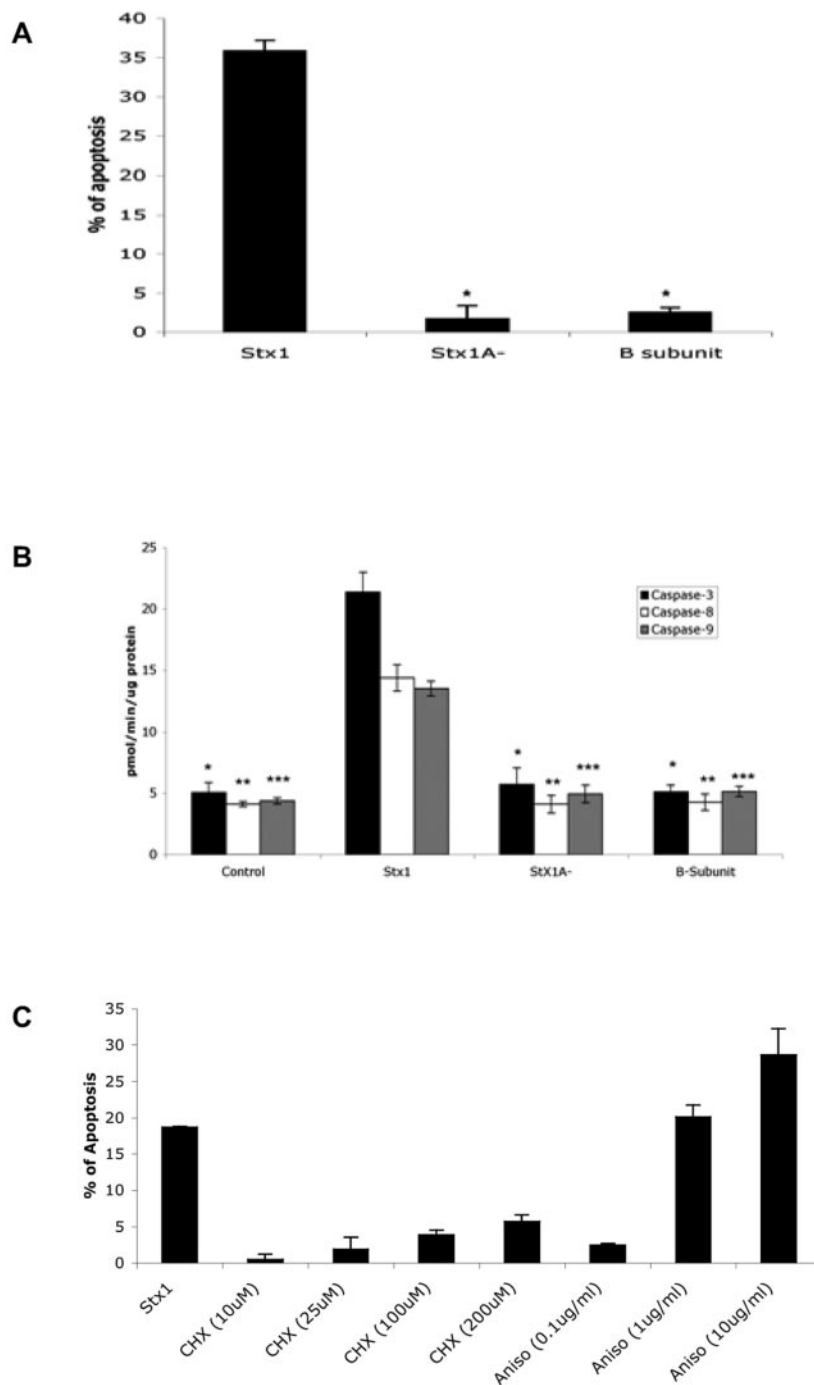 A
% of apoptosis
40
35
30
25
20
15
10
5
0
*
*
Stx1 Stx1A- B subunit
B
pmol/min/ug protein
25
20
15
10
5
0
Caspase-3
Caspase-8
Caspase-9
* ** ***
* ** ***
* ** ***
Control Stx1 StX1A- B-Subunit
C
% of Apoptosis
35
30
25
20
15
10
5
0
Stx1
CHX (10uM)
CHX (25uM)
CHX (100uM)
CHX (200uM)
Aniso (0.1ug/ml)
Aniso (1ug/ml)
Aniso (10ug/ml)